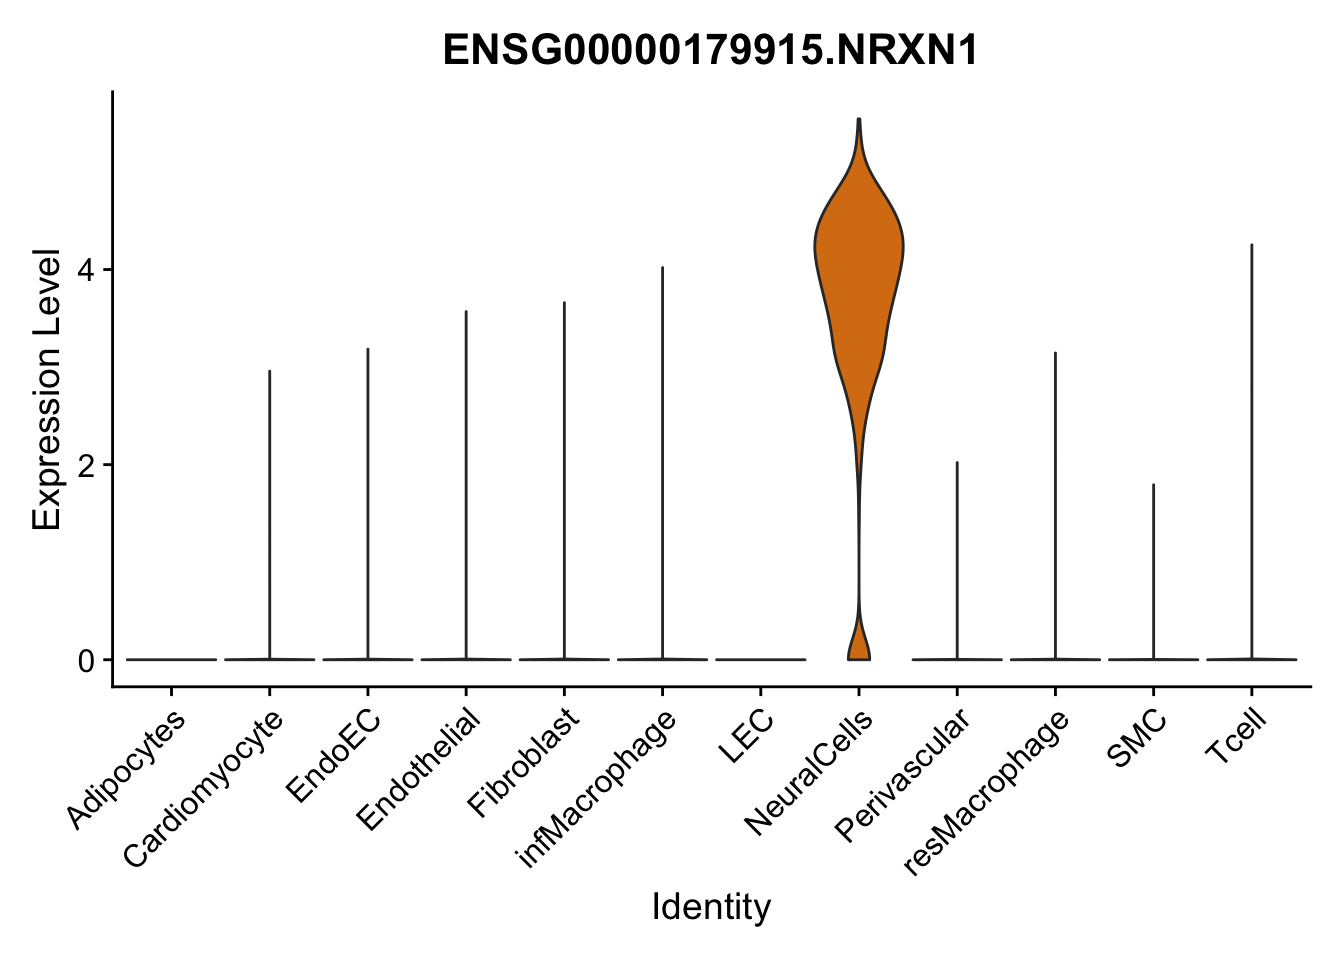 ENSG00000179915.NRXN1
Expression Level
4
2
0
Adipocytes
Cardiomyocyte
EndoEC
Endothelial
Fibroblast
infMacrophage
LEC
NeuralCells
Perivascular
resMacrophage
SMC
Tcell
Identity